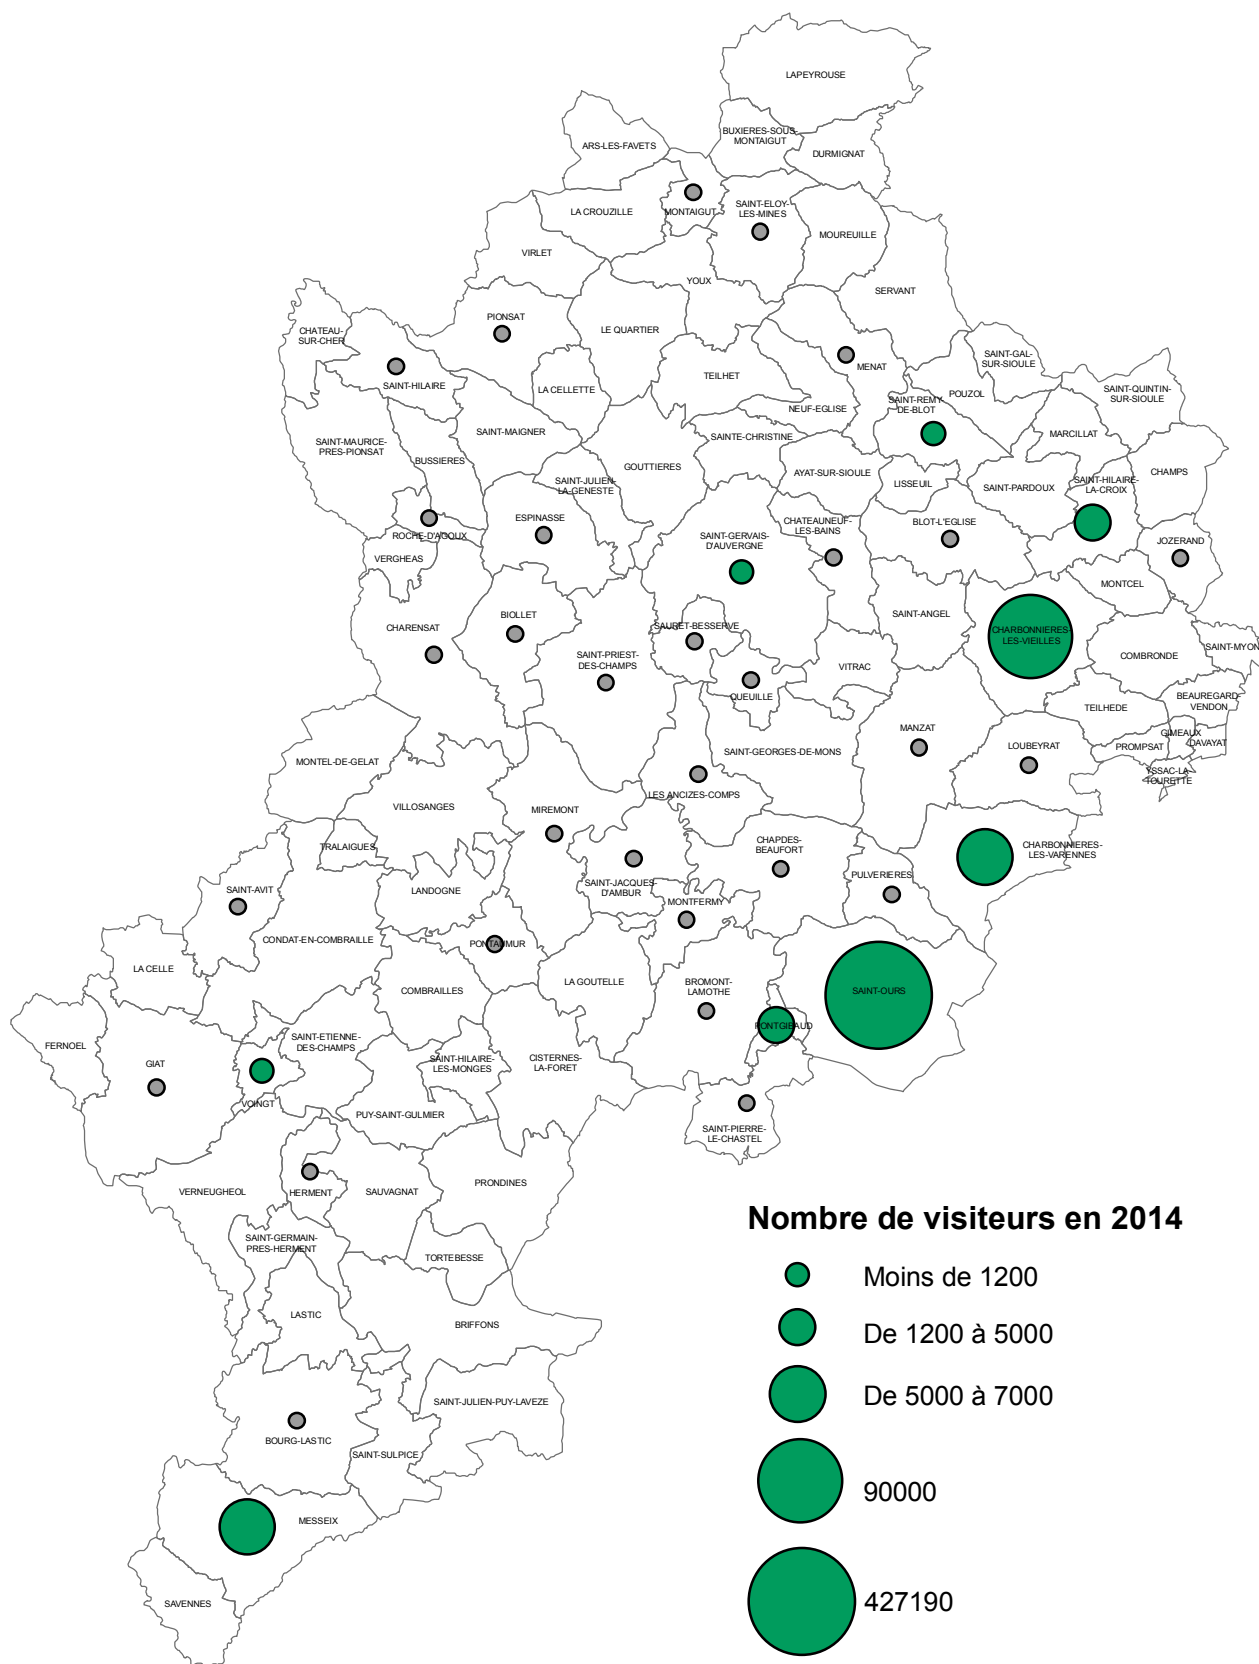 LAPEYROUSE
BUXIERES-SOUS-
MONTAIGUT
ARS-LES-FAVETS
DURMIGNAT
LA CROUZILLE
MONTAIGUT
SAINT-ELOY-
LES-MINES
MOUREUILLE
VIRLET
YOUX
SERVANT
PIONSAT
LE QUARTIER
CHATEAU-
SUR-CHER
SAINT-HILAIRE
LA CELLETTE
TEILHET
MENAT
SAINT-GAL-
SUR-SIOULE
SAINT-REMY-
DE-BLOT
POUZOL
SAINT-QUINTIN-
SUR-SIOULE
NEUF-EGLISE
SAINT-MAURICE-
PRES-PIONSAT
SAINT-MAIGNER
SAINTE-CHRISTINE
MARCILLAT
BUSSIERES
GOUTTIERES
AYAT-SUR-SIOULE
LISSEUIL
CHAMPS
SAINT-JULIEN-
LA-GENESTE
SAINT-PARDOUX
SAINT-HILAIRE-
LA-CROIX
ESPINASSE
CHATEAUNEUF-
LES-BAINS
BLOT-L'EGLISE
ROCHE-D'AGOUX
SAINT-GERVAIS-
D'AUVERGNE
JOZERAND
VERGHEAS
MONTCEL
BIOLLET
SAINT-ANGEL
CHARENSAT
SAURET-BESSERVE
CHARBONNIERES-
LES-VIEILLES
SAINT-MYON
SAINT-PRIEST-
DES-CHAMPS
VITRAC
COMBRONDE
QUEUILLE
BEAUREGARD-
VENDON
TEILHEDE
MANZAT
GIMEAUX
DAVAYAT
PROMPSAT
LOUBEYRAT
SAINT-GEORGES-DE-MONS
MONTEL-DE-GELAT
YSSAC-LA-
TOURETTE
LES ANCIZES-COMPS
VILLOSANGES
MIREMONT
TRALAIGUES
CHAPDES-
BEAUFORT
CHARBONNIERES-
LES-VARENNES
PULVERIERES
SAINT-JACQUES-
D'AMBUR
LANDOGNE
SAINT-AVIT
MONTFERMY
CONDAT-EN-COMBRAILLE
PONTAUMUR
LA CELLE
LA GOUTELLE
BROMONT-
LAMOTHE
COMBRAILLES
SAINT-OURS
PONTGIBAUD
SAINT-ETIENNE-
DES-CHAMPS
FERNOEL
GIAT
SAINT-HILAIRE-
LES-MONGES
CISTERNES-
LA-FORET
VOINGT
PUY-SAINT-GULMIER
SAINT-PIERRE-
LE-CHASTEL
VERNEUGHEOL
HERMENT
SAUVAGNAT
PRONDINES
SAINT-GERMAIN-
PRES-HERMENT
TORTEBESSE
LASTIC
BRIFFONS
SAINT-JULIEN-PUY-LAVEZE
BOURG-LASTIC
SAINT-SULPICE
MESSEIX
SAVENNES
Nombre de visiteurs en 2014
Moins de 1200
De 1200 à 5000
De 5000 à 7000
90000
427190